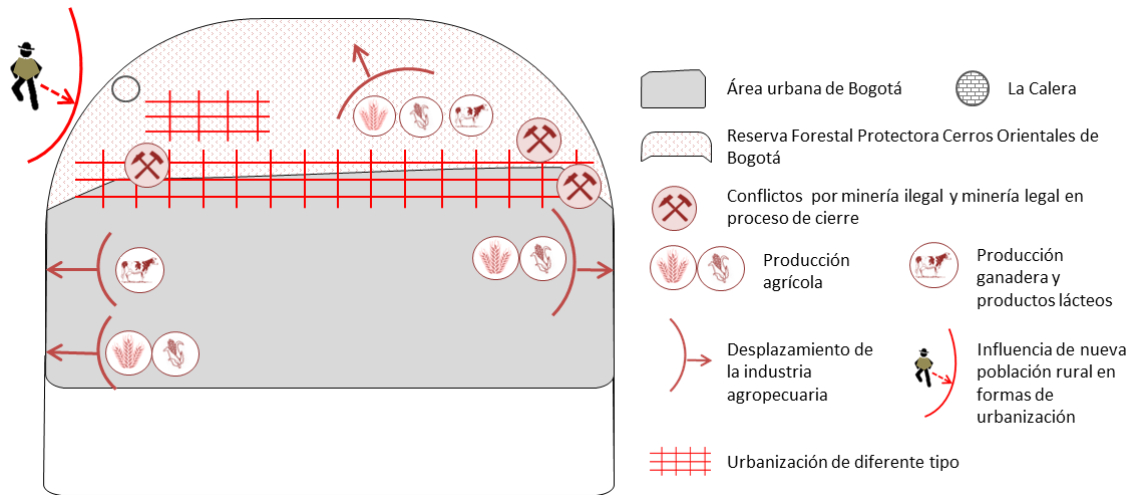 Área urbana de Bogotá
La Calera
Reserva Forestal Protectora Cerros Orientales de
Bogotá
Conflictos por minería ilegal y minería legal en
proceso de cierre
Producción
agrícola
Producción
ganadera y
productos lácteos
Desplazamiento de
la industria
agropecuaria
Influencia de nueva
población rural en
formas de
urbanización
Urbanización de diferente tipo